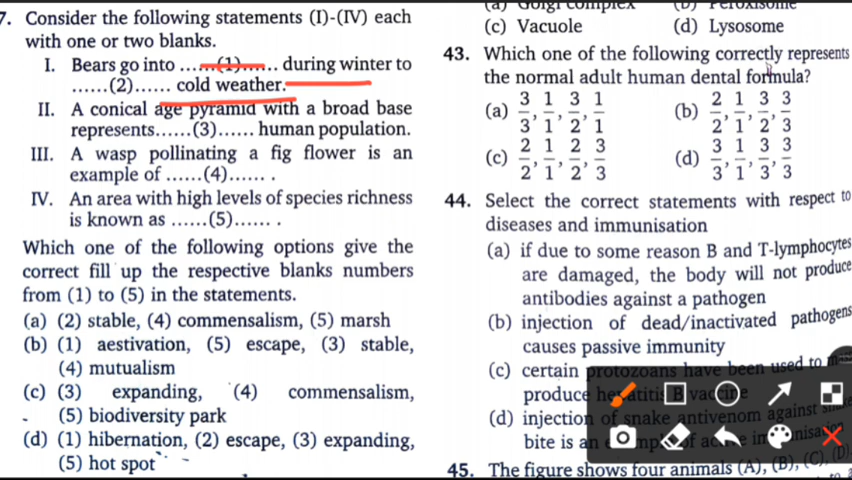 7. Consider the following statements (I)-(IV) each
with one or two blanks.
I. Bears go into ......(1)...... during winter to
......(2)...... cold weather.
II. A conical age pyramid with a broad base
represents......(3)...... human population.
III. A wasp pollinating a fig flower is an
example of ......(4)...... .
IV. An area with high levels of species richness
is known as ......(5)...... .
Which one of the following options give the
correct fill up the respective blanks numbers
from (1) to (5) in the statements.
(a) (2) stable, (4) commensalism, (5) marsh
(b) (1) aestivation, (5) escape, (3) stable,
(4) mutualism
(c) (3) expanding, (4) commensalism,
(5) biodiversity park
(d) (1) hibernation, (2) escape, (3) expanding,
(5) hot spot
(a) Golgi complex (b) Peroxisome
(c) Vacuole (d) Lysosome
43. Which one of the following correctly represents
the normal adult human dental formula?
(a) 3/3, 1/1, 3/2, 1/1 (b) 2/2, 1/1, 3/2, 3/3
(c) 2/2, 1/1, 2/2, 3/3 (d) 3/3, 1/1, 3/3, 3/3
44. Select the correct statements with respect to
diseases and immunisation
(a) if due to some reason B and T-lymphocytes
are damaged, the body will not produce
antibodies against a pathogen
(b) injection of dead/inactivated pathogens
causes passive immunity
(c) certain protozoans have been used to
produce hepatitis B vaccine
(d) injection of snake antivenom against
bite is an example of active immunisation
45. The figure shows four animals (A), (B), (C), (D)